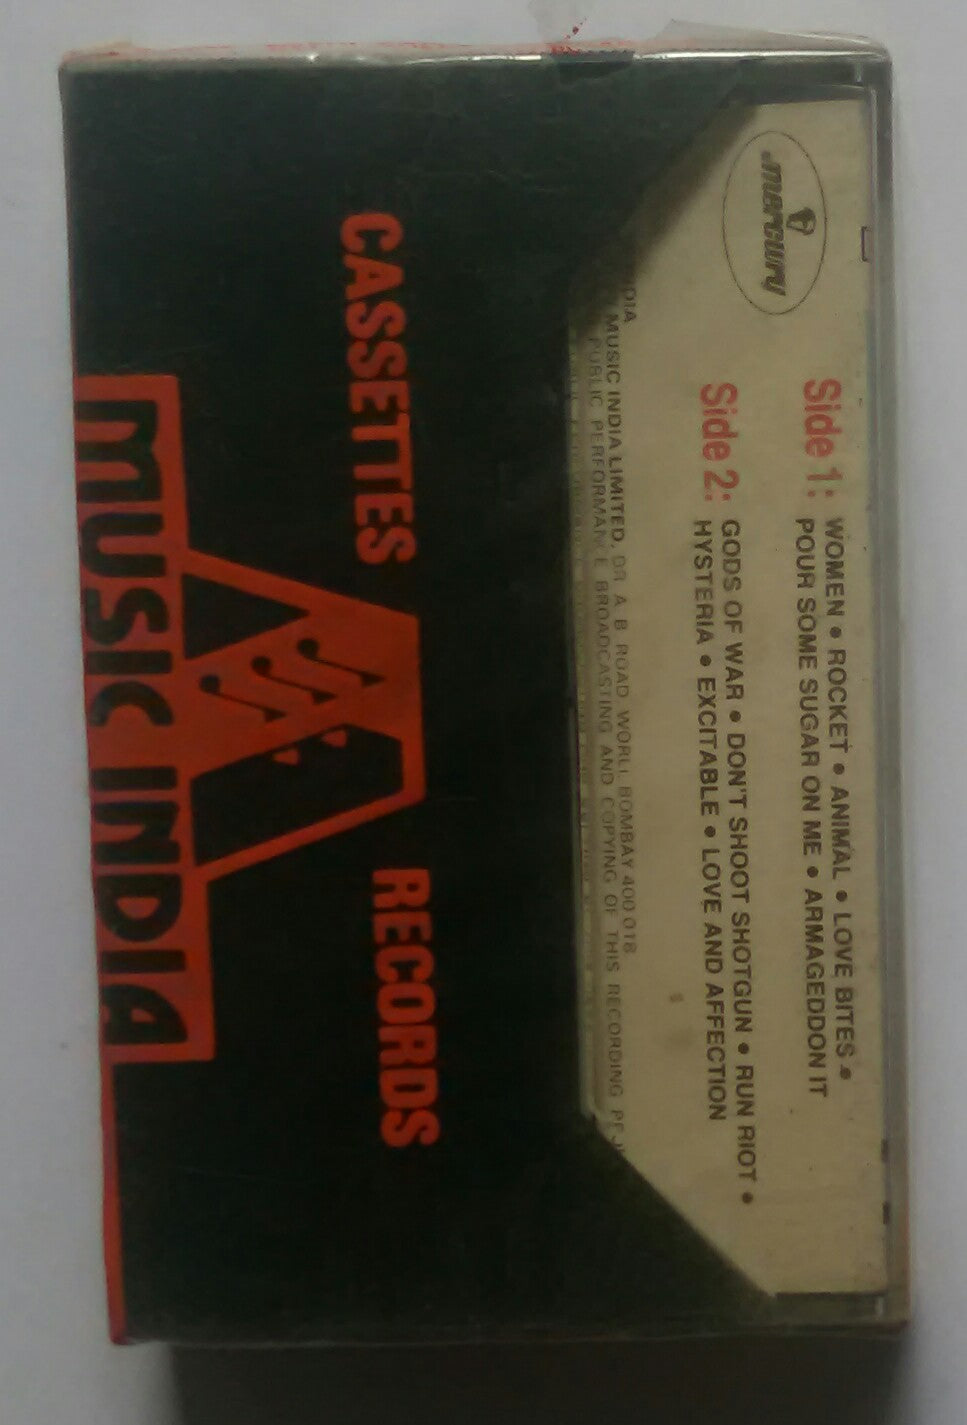 mercury
Side 1: WOMEN • ROCKET • ANIMAL • LOVE BITES •
POUR SOME SUGAR ON ME • ARMAGEDDON IT
Side 2: GODS OF WAR • DON'T SHOOT SHOTGUN • RUN RIOT •
HYSTERIA • EXCITABLE • LOVE AND AFFECTION
DIA
MUSIC INDIA LIMITED, DR A B ROAD WORLI, BOMBAY 400 018
PUBLIC PERFORMANCE BROADCASTING AND COPYING OF THIS RECORDING
CASSETTES RECORDS
MUSIC INDIA